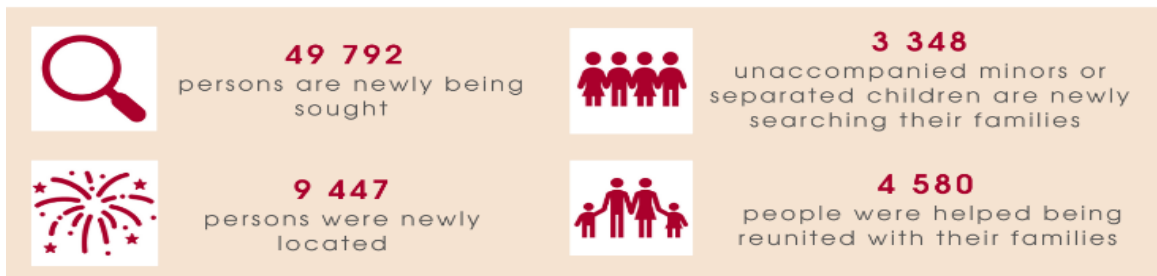 49 792
persons are newly being
sought
3 348
unaccompanied minors or
separated children are newly
searching their families
9 447
persons were newly
located
4 580
people were helped being
reunited with their families